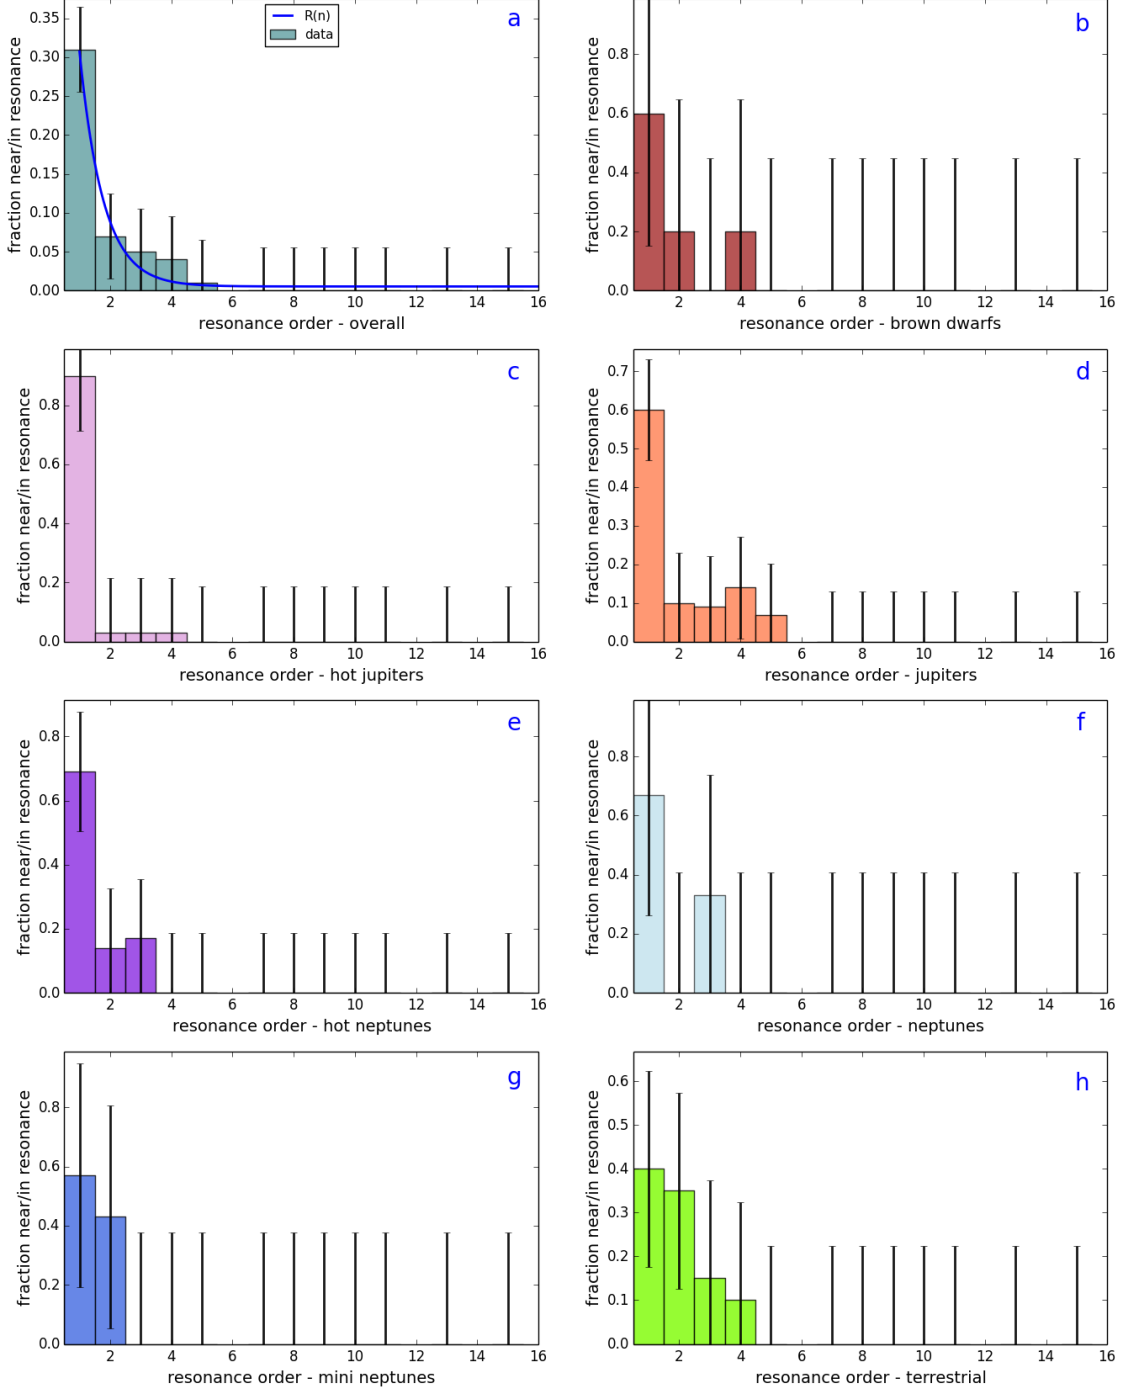 R(n)
data
a
0.35
0.30
0.25
0.20
0.15
0.10
0.05
0.00
2 4 6 8 10 12 14 16
fraction near/in resonance
resonance order - overall
b
0.8
0.6
0.4
0.2
0.0
2 4 6 8 10 12 14 16
fraction near/in resonance
resonance order - brown dwarfs
c
0.8
0.6
0.4
0.2
0.0
2 4 6 8 10 12 14 16
fraction near/in resonance
resonance order - hot jupiters
d
0.7
0.6
0.5
0.4
0.3
0.2
0.1
0.0
2 4 6 8 10 12 14 16
fraction near/in resonance
resonance order - jupiters
e
0.8
0.6
0.4
0.2
0.0
2 4 6 8 10 12 14 16
fraction near/in resonance
resonance order - hot neptunes
f
0.8
0.6
0.4
0.2
0.0
2 4 6 8 10 12 14 16
fraction near/in resonance
resonance order - neptunes
g
0.8
0.6
0.4
0.2
0.0
2 4 6 8 10 12 14 16
fraction near/in resonance
resonance order - mini neptunes
h
0.6
0.5
0.4
0.3
0.2
0.1
0.0
2 4 6 8 10 12 14 16
fraction near/in resonance
resonance order - terrestrial